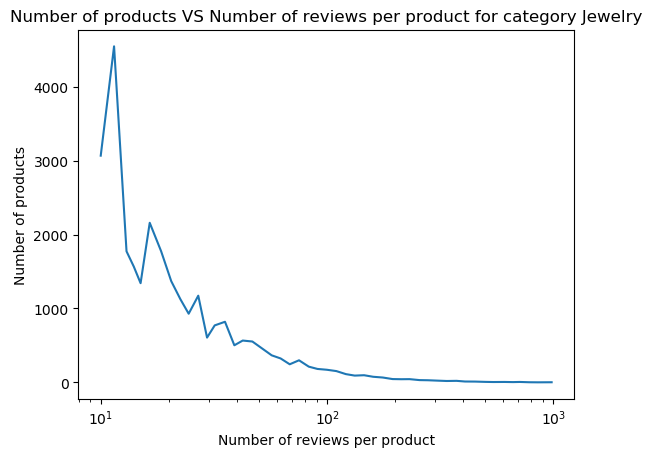 Number of products VS Number of reviews per product for category Jewelry
Number of products
4000
3000
2000
1000
0
10¹
10²
10³
Number of reviews per product